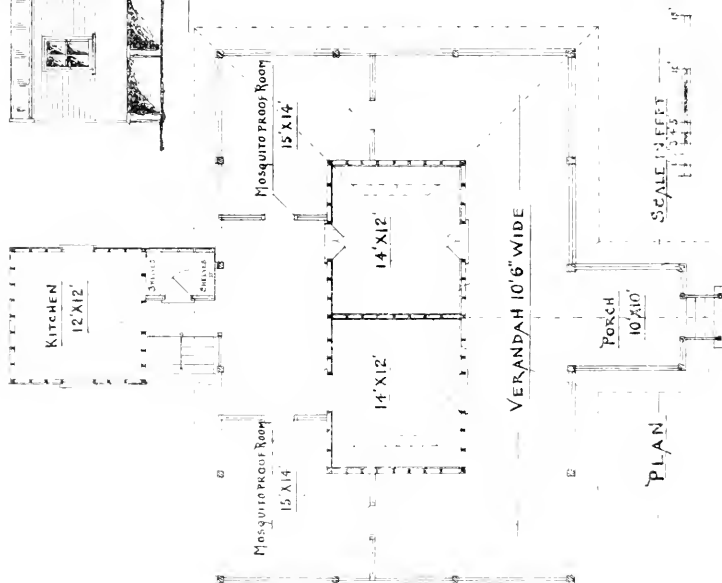 MOSQUITO PROOF ROOM
15'X14'
KITCHEN
12'X12'
SHELVES
SHELVES
14'X12'
14'X12'
MOSQUITO PROOF ROOM
15'X14'
VERANDAH 10'6" WIDE
PORCH
10'X10'
PLAN
SCALE IN FEET
15'